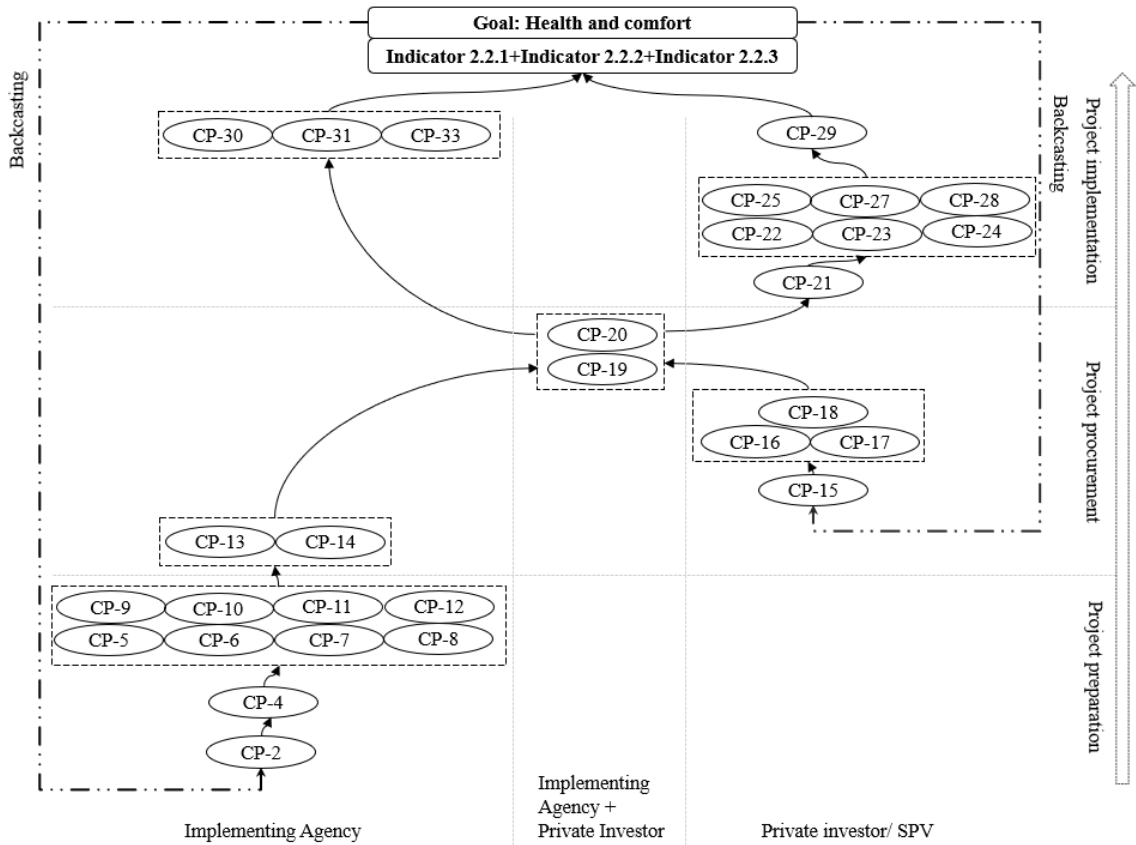 Goal: Health and comfort
Indicator 2.2.1+Indicator 2.2.2+Indicator 2.2.3
Backcasting
Backcasting
Project implementation
CP-30 CP-31 CP-33
CP-29
CP-25 CP-27 CP-28
CP-22 CP-23 CP-24
CP-21
CP-20
CP-19
Project procurement
CP-18
CP-16 CP-17
CP-15
CP-13 CP-14
Project preparation
CP-9 CP-10 CP-11 CP-12
CP-5 CP-6 CP-7 CP-8
CP-4
CP-2
Implementing Agency
Implementing
Agency +
Private Investor
Private investor/ SPV